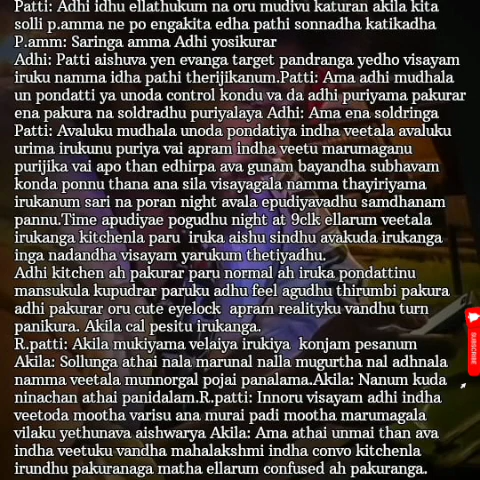 Patti: Adhi idhu ellathukum na oru mudivu katuran akila kita
solli p.amma ne po engakita edha pathi sonnadha katikadha
P.amm: Saringa amma Adhi yosikurar
Adhi: Patti aishuva yen evanga target pandranga yedho visayam
iruku namma idha pathi therijikanum.Patti: Ama adhi mudhala
un pondatti ya unoda control kondu va da adhi puriyama pakurar
ena pakura na soldradhu puriyalaya Adhi: Ama ena soldringa
Patti: Avaluku mudhala unoda pondatiya indha veetala avaluku
urima irukunu puriya vai apram indha veetu marumaganu
purijika vai apo than edhirpa ava gunam bayandha subhavam
konda ponnu thana ana sila visayagala namma thayiriyama
irukanum sari na poran night avala epudiyavadhu samdhanam
pannu.Time apudiyae pogudhu night at 9clk ellarum veetala
irukanga kitchenla paru iruka aishu sindhu avakuda irukanga
inga nadandha visayam yarukum thetiyadhu.
Adhi kitchen ah pakurar paru normal ah iruka pondattinu
mansukula kupudrar paruku adhu feel agudhu thirumbi pakura
adhi pakurar oru cute eyelock apram realityku vandhu turn
panikura. Akila cal pesitu irukanga.
R.patti: Akila mukiyama velaiya irukiya konjam pesanum
Akila: Sollunga athai nala marunal nalla mugurtha nal adhnala
namma veetala munnorgal pojai panalama.Akila: Nanum kuda
ninachan athai panidalam.R.patti: Innoru visayam adhi indha
veetoda mootha varisu ana murai padi mootha marumagala
vilaku yethunava aishwarya Akila: Ama athai unmai than ava
indha veetuku vandha mahalakshmi indha convo kitchenla
irundhu pakuranaga matha ellarum confused ah pakuranga.
SUBSCRIBE